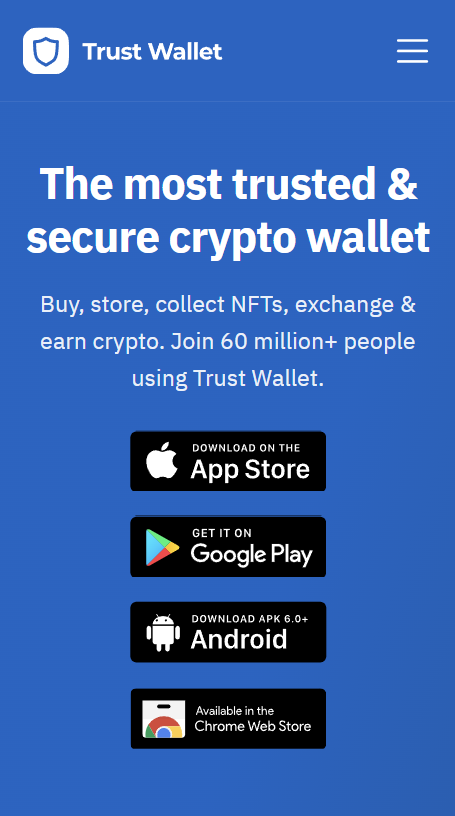 Trust Wallet
The most trusted &
secure crypto wallet
Buy, store, collect NFTs, exchange &
earn crypto. Join 60 million+ people
using Trust Wallet.
DOWNLOAD ON THE
App Store
GET IT ON
Google Play
DOWNLOAD APK 6.0+
Android
Available in the
Chrome Web Store